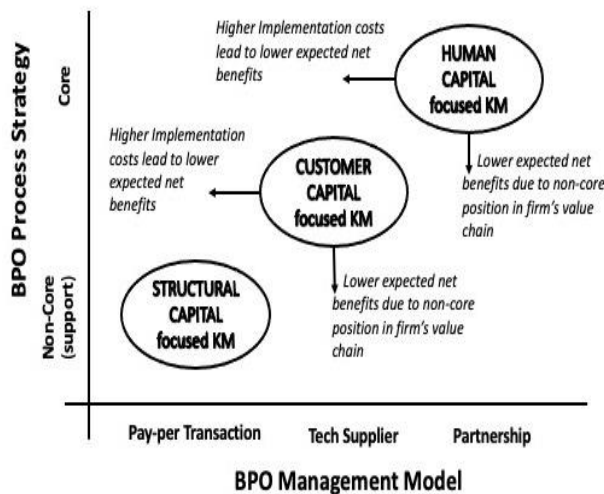 BPO Process Strategy
Core
Non-Core
(support)
Higher Implementation costs
lead to lower expected net
benefits
HUMAN
CAPITAL
focused KM
Higher Implementation
costs lead to lower
expected net
benefits
CUSTOMER
CAPITAL
focused KM
Lower expected net
benefits due to non-core
position in firm's value
chain
STRUCTURAL
CAPITAL
focused KM
Lower expected net
benefits due to non-core
position in firm's value
chain
Pay-per Transaction
Tech Supplier
Partnership
BPO Management Model